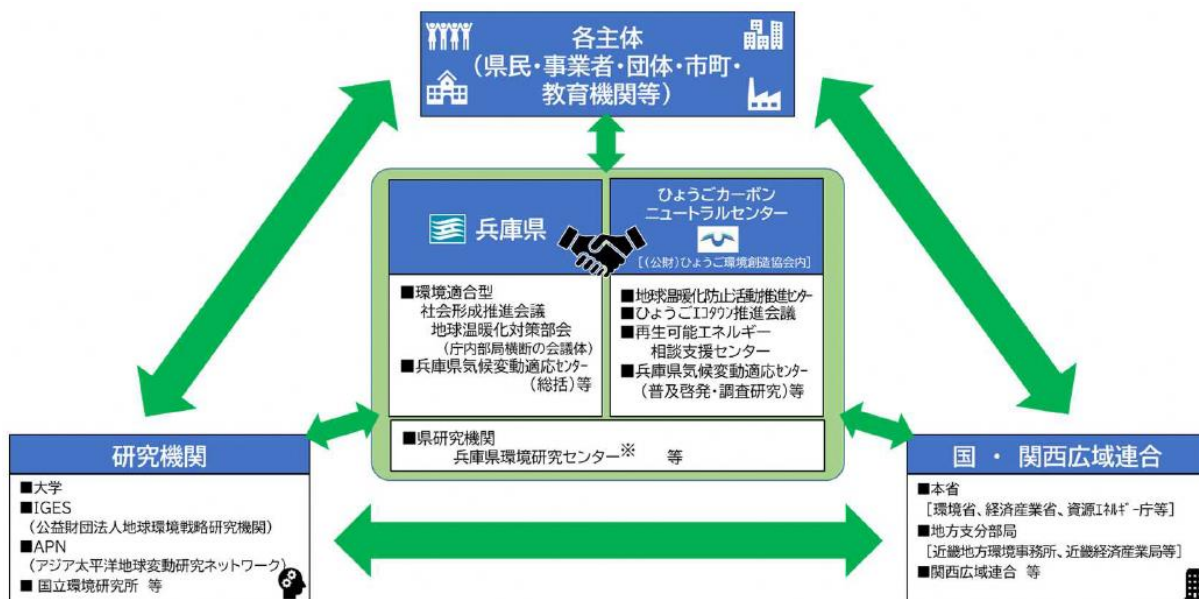 各主体
(県民・事業者・団体・市町・
教育機関等)
兵庫県
■環境適合型
社会形成推進会議
地球温暖化対策部会
(庁内部局横断の会議体)
■兵庫県気候変動適応センター
(総括)等
ひょうごカーボン
ニュートラルセンター
[(公財)ひょうご環境創造協会内]
■地球温暖化防止活動推進センター
■ひょうごエコタウン推進会議
■再生可能エネルギー
相談支援センター
■兵庫県気候変動適応センター
(普及啓発・調査研究)等
■県研究機関
兵庫県環境研究センター※ 等
研究機関
■大学
■IGES
(公益財団法人地球環境戦略研究機関)
■APN
(アジア太平洋地球変動研究ネットワーク)
■ 国立環境研究所 等
国 ・ 関西広域連合
■本省
[環境省、経済産業省、資源エネルギー庁等]
■地方支分部局
[近畿地方環境事務所、近畿経済産業局等]
■関西広域連合 等